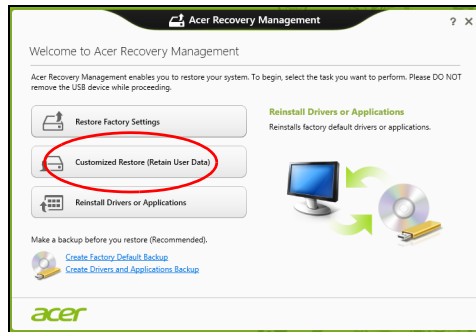 Acer Recovery Management
? X
Welcome to Acer Recovery Management
Acer Recovery Management enables you to restore your system. To begin, select the task you want to perform. Please DO NOT
remove the USB device while proceeding.
Restore Factory Settings
Customized Restore (Retain User Data)
Reinstall Drivers or Applications
Reinstall Drivers or Applications
Reinstalls factory default drivers or applications.
Make a backup before you restore (Recommended).
Create Factory Default Backup
Create Drivers and Applications Backup
acer